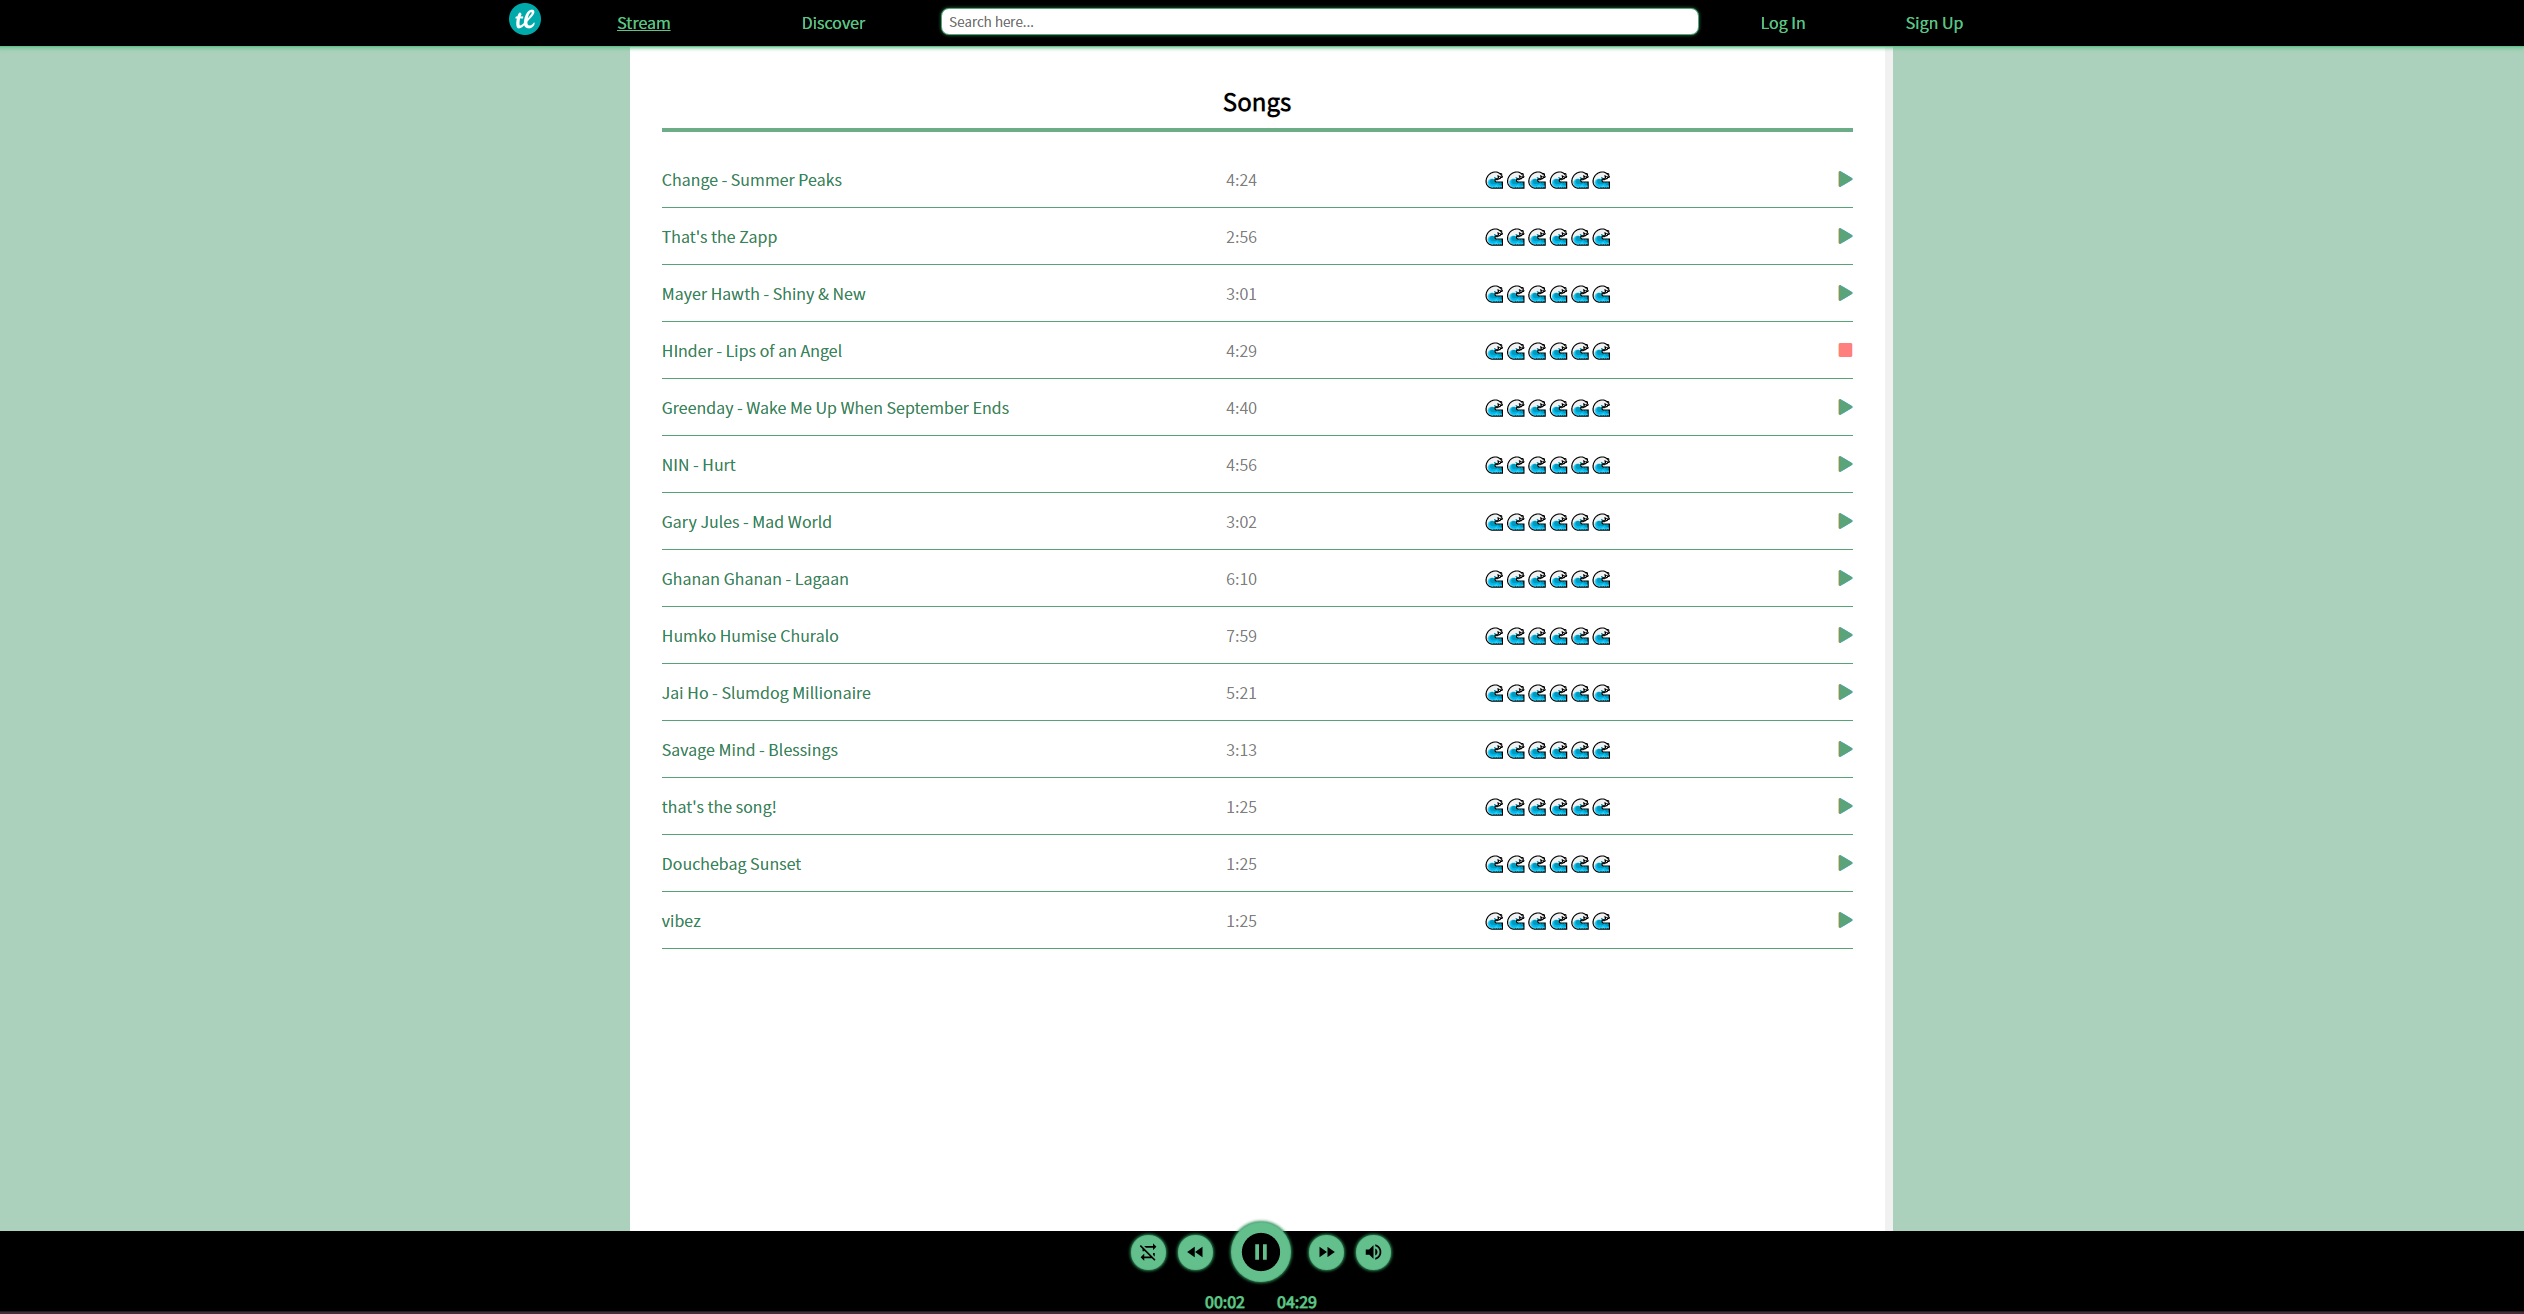 tl Stream Discover Search here... Log In Sign Up
Songs
Change - Summer Peaks 4:24
That's the Zapp 2:56
Mayer Hawth - Shiny & New 3:01
HInder - Lips of an Angel 4:29
Greenday - Wake Me Up When September Ends 4:40
NIN - Hurt 4:56
Gary Jules - Mad World 3:02
Ghanan Ghanan - Lagaan 6:10
Humko Humise Churalo 7:59
Jai Ho - Slumdog Millionaire 5:21
Savage Mind - Blessings 3:13
that's the song! 1:25
Douchebag Sunset 1:25
vibez 1:25
00:02 04:29